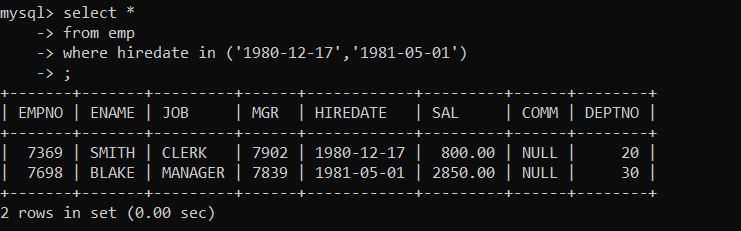 mysql> select *
    -> from emp
    -> where hiredate in ('1980-12-17','1981-05-01')
    -> ;
+-------+-------+---------+------+------------+---------+------+--------+
| EMPNO | ENAME | JOB     | MGR  | HIREDATE   | SAL     | COMM | DEPTNO |
+-------+-------+---------+------+------------+---------+------+--------+
|  7369 | SMITH | CLERK   | 7902 | 1980-12-17 |  800.00 | NULL |     20 |
|  7698 | BLAKE | MANAGER | 7839 | 1981-05-01 | 2850.00 | NULL |     30 |
+-------+-------+---------+------+------------+---------+------+--------+
2 rows in set (0.00 sec)